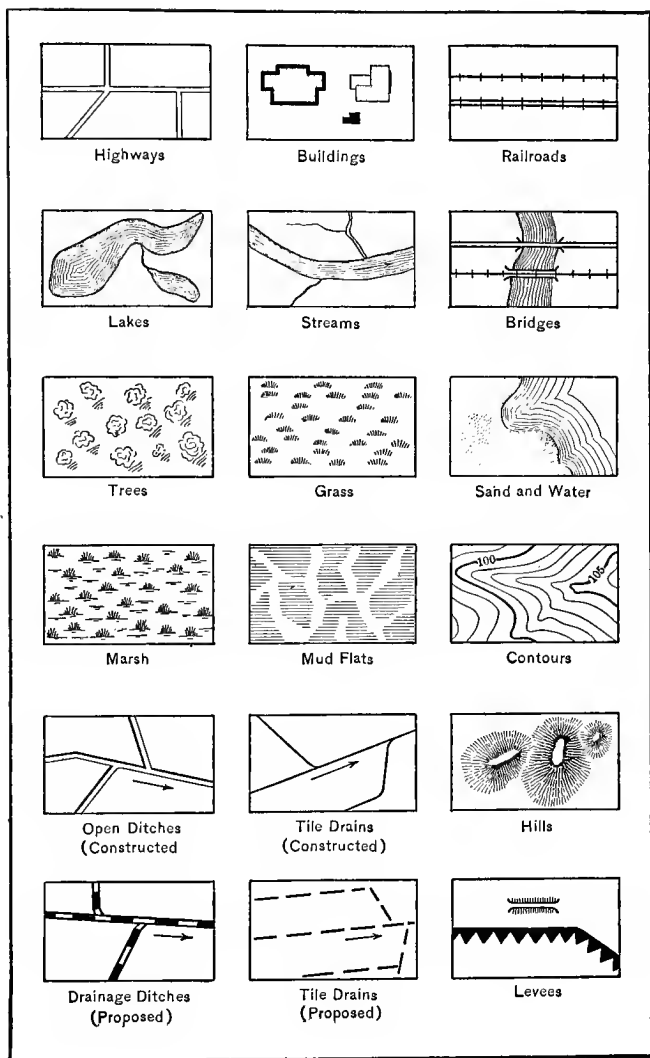 Highways
Buildings
Railroads
Lakes
Streams
Bridges
Trees
Grass
Sand and Water
Marsh
Mud Flats
100
105
Contours
Open Ditches
(Constructed
Tile Drains
(Constructed)
Hills
Drainage Ditches
(Proposed)
Tile Drains
(Proposed)
Levees